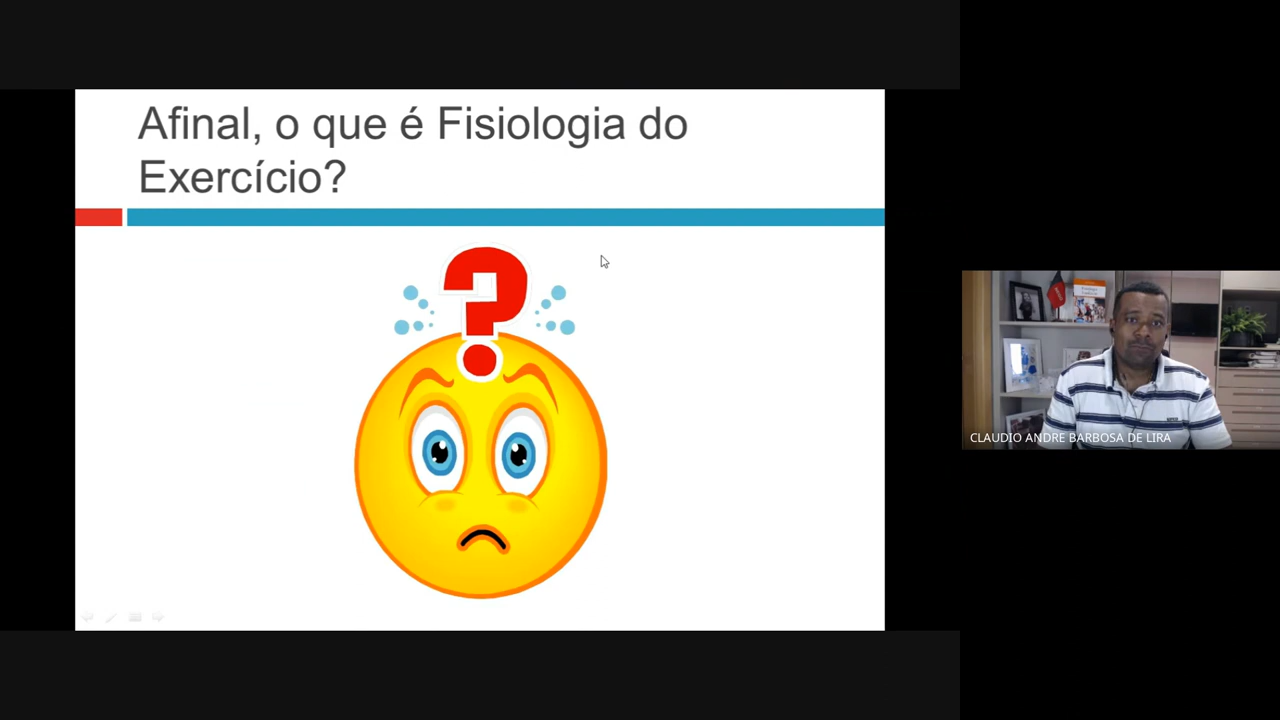 Afinal, o que é Fisiologia do
Exercício?
?
CLAUDIO ANDRE BARBOSA DE LIRA